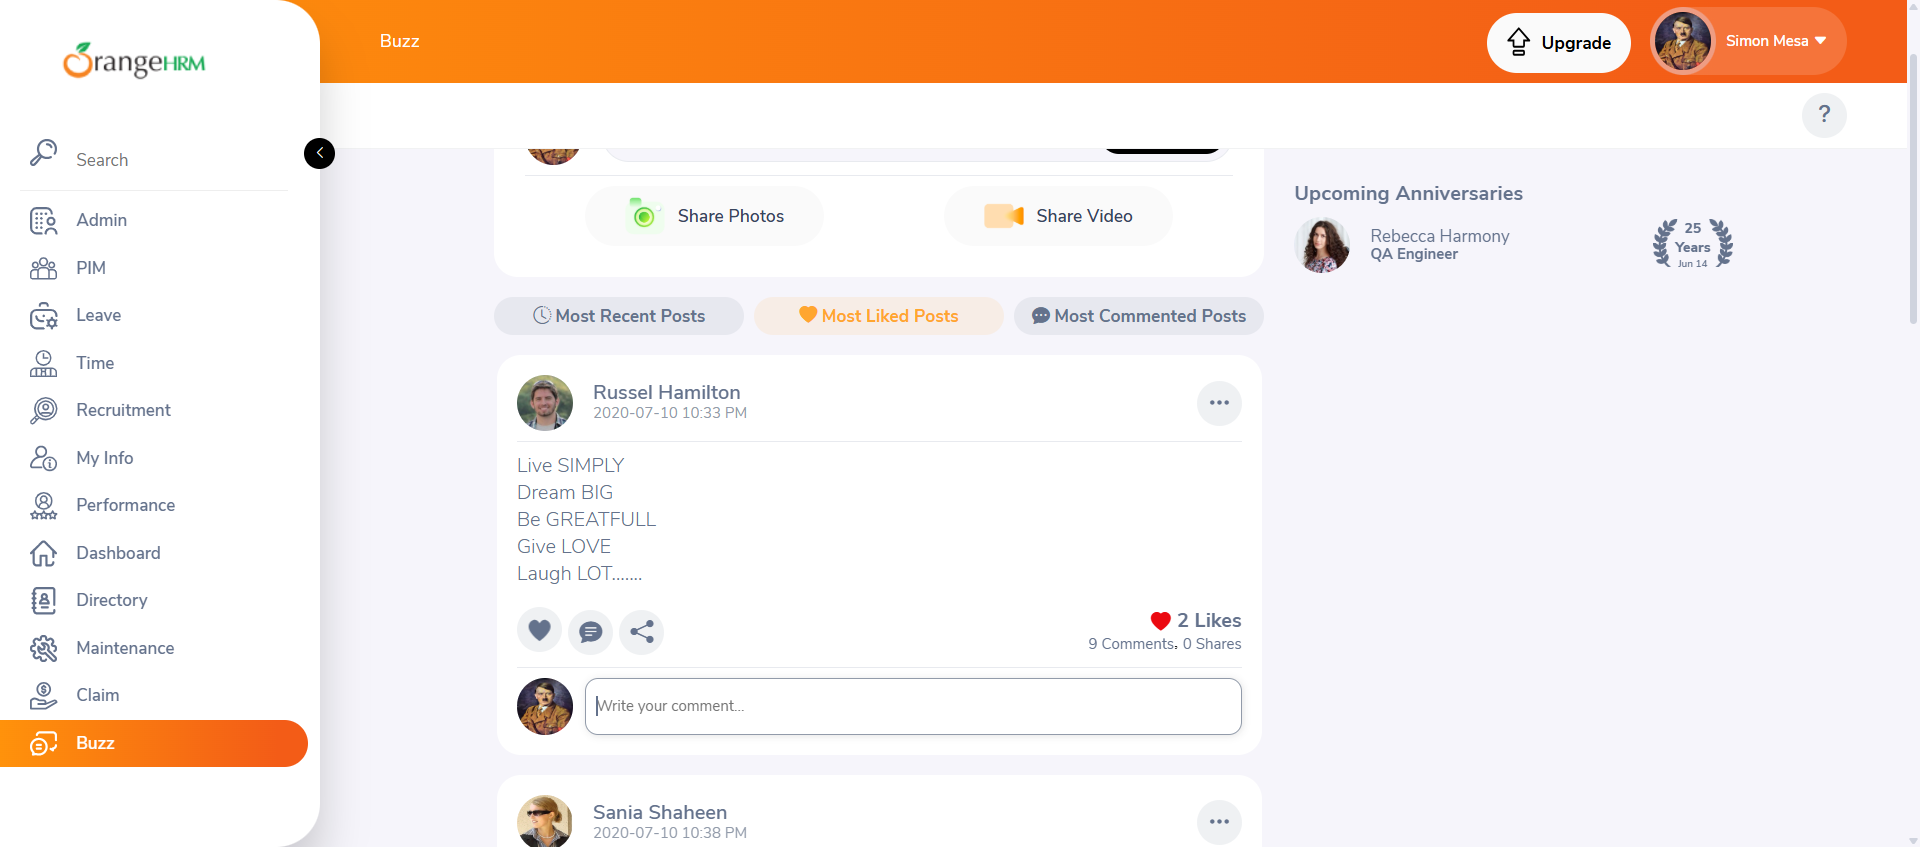 OrangeHRM
Search
Admin
PIM
Leave
Time
Recruitment
My Info
Performance
Dashboard
Directory
Maintenance
Claim
Buzz
Buzz
Upgrade
Simon Mesa
?
Share Photos
Share Video
Most Recent Posts
Most Liked Posts
Most Commented Posts
Russel Hamilton
2020-07-10 10:33 PM
Live SIMPLY
Dream BIG
Be GREATFULL
Give LOVE
Laugh LOT.......
2 Likes
9 Comments, 0 Shares
Write your comment...
Sania Shaheen
2020-07-10 10:38 PM
Upcoming Anniversaries
Rebecca Harmony
QA Engineer
25
Years
Jun 14